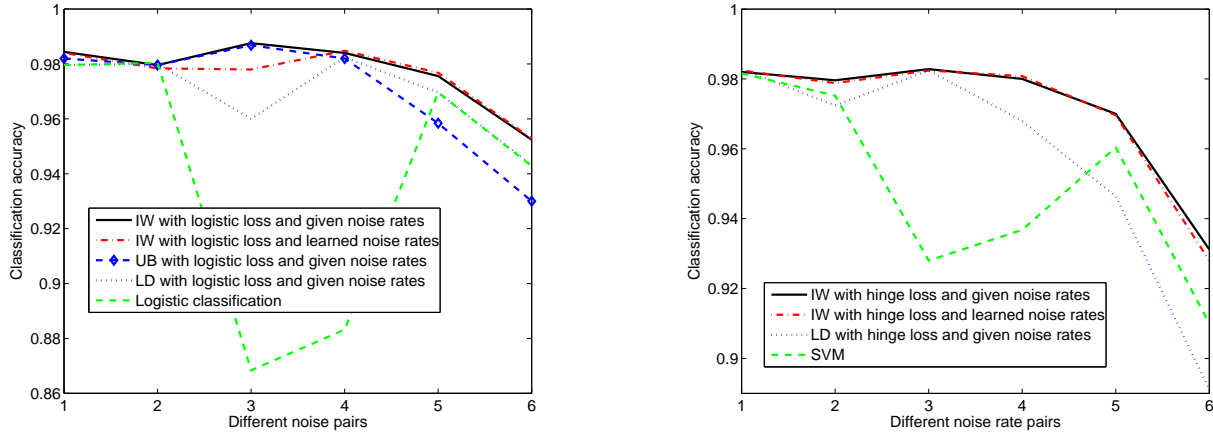 1
0.98
0.96
0.94
0.92
0.9
0.88
0.86
Classification accuracy
IW with logistic loss and given noise rates
IW with logistic loss and learned noise rates
UB with logistic loss and given noise rates
LD with logistic loss and given noise rates
Logistic classification
1 2 3 4 5 6
Different noise pairs
1
0.98
0.96
0.94
0.92
0.9
Classification accuracy
IW with hinge loss and given noise rates
IW with hinge loss and learned noise rates
LD with hinge loss and given noise rates
SVM
1 2 3 4 5 6
Different noise rate pairs